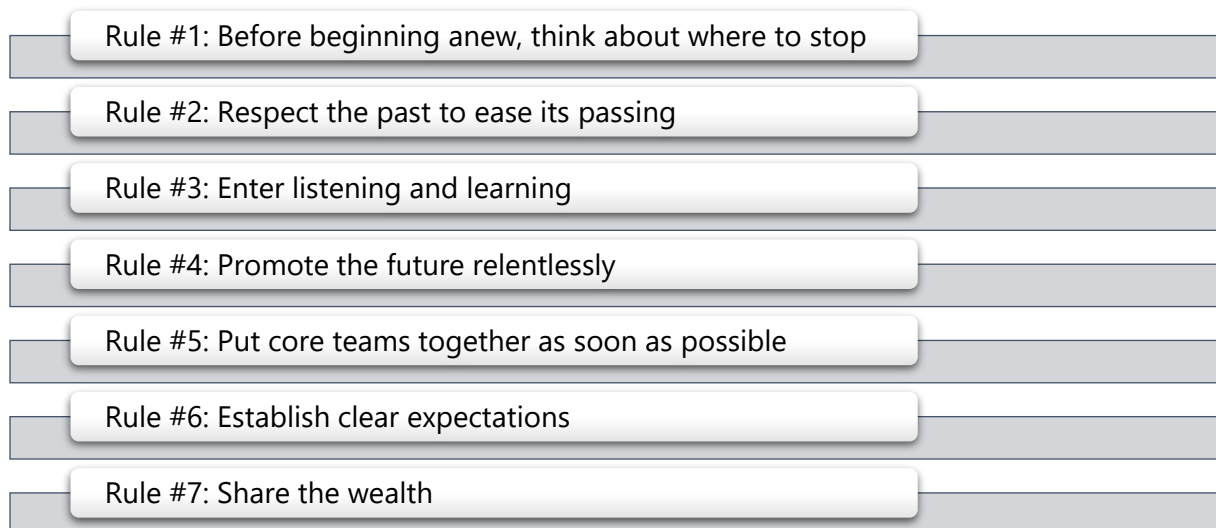 Rule #1: Before beginning anew, think about where to stop
Rule #2: Respect the past to ease its passing
Rule #3: Enter listening and learning
Rule #4: Promote the future relentlessly
Rule #5: Put core teams together as soon as possible
Rule #6: Establish clear expectations
Rule #7: Share the wealth